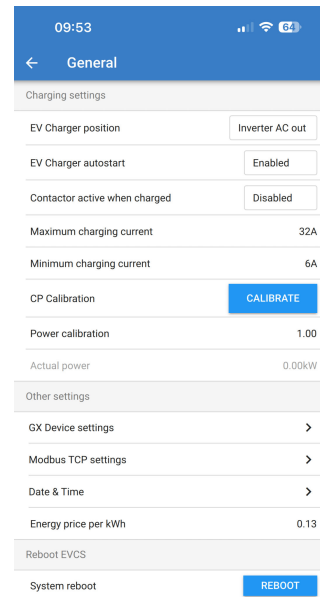 09:53
64
General
Charging settings
EV Charger position Inverter AC out
EV Charger autostart Enabled
Contactor active when charged Disabled
Maximum charging current 32A
Minimum charging current 6A
CP Calibration CALIBRATE
Power calibration 1.00
Actual power 0.00kW
Other settings
GX Device settings
Modbus TCP settings
Date & Time
Energy price per kWh 0.13
Reboot EVCS
System reboot REBOOT